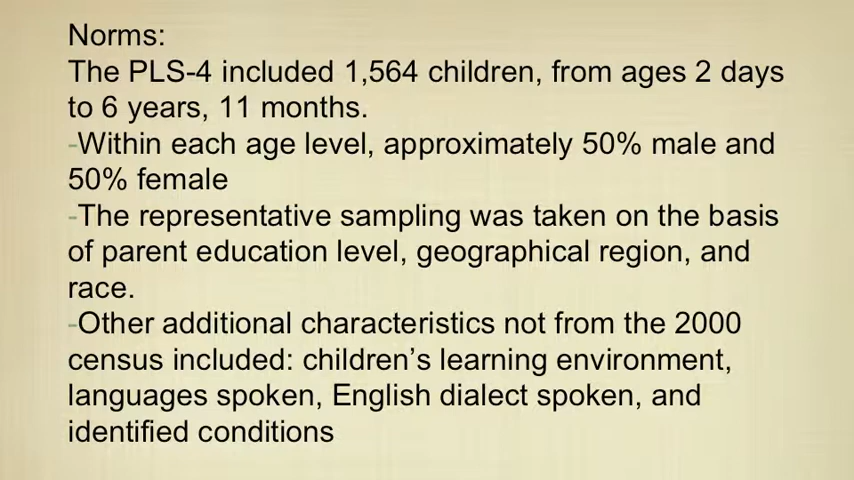 Norms:
The PLS-4 included 1,564 children, from ages 2 days
to 6 years, 11 months.
-Within each age level, approximately 50% male and
50% female
-The representative sampling was taken on the basis
of parent education level, geographical region, and
race.
-Other additional characteristics not from the 2000
census included: children’s learning environment,
languages spoken, English dialect spoken, and
identified conditions